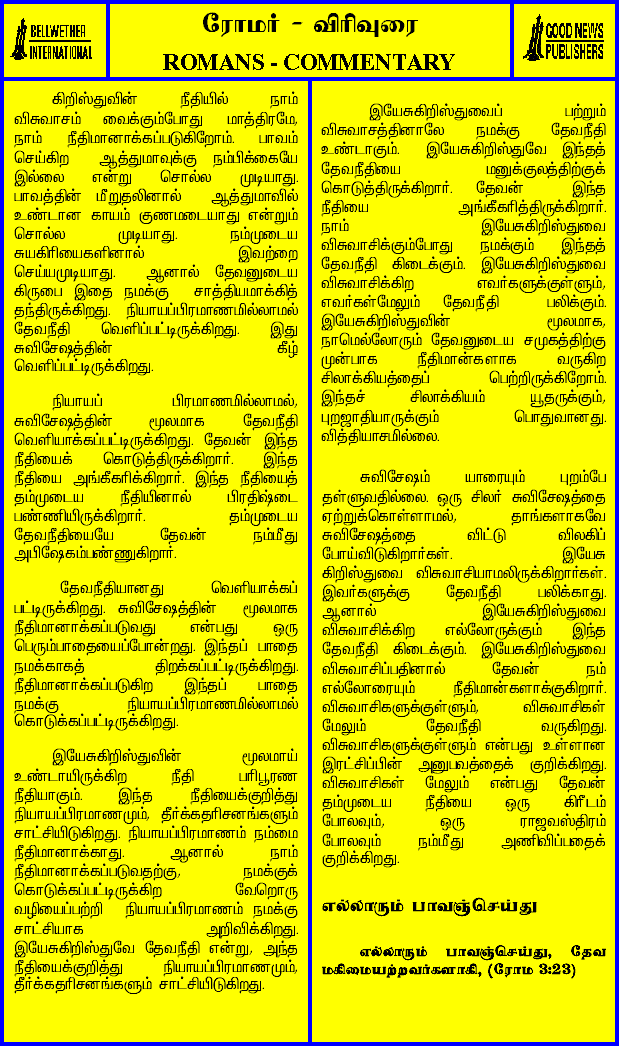 BELLWETHER
INTERNATIONAL
ரோமர் - விரிவுரை
ROMANS - COMMENTARY
GOOD NEWS
PUBLISHERS
கிறிஸ்துவின் நீதியில் நாம்
விசுவாசம் வைக்கும்போது மாத்திரமே,
நாம் நீதிமானாக்கப்படுகிறோம். பாவம்
செய்கிற ஆத்துமாவுக்கு நம்பிக்கையே
இல்லை என்று சொல்ல முடியாது.
பாவத்தின் மீறுதலினால் ஆத்துமாவில்
உண்டான காயம் குணமடையாது என்றும்
சொல்ல முடியாது. நம்முடைய
சுயகிரியைகளினால் இவற்றை
செய்யமுடியாது. ஆனால் தேவனுடைய
கிருபை இதை நமக்கு சாத்தியமாக்கித்
தந்திருக்கிறது. நியாயப்பிரமாணமில்லாமல்
தேவநீதி வெளிப்பட்டிருக்கிறது. இது
சுவிசேஷத்தின் கீழ்
வெளிப்பட்டிருக்கிறது.
நியாயப் பிரமாணமில்லாமல்,
சுவிசேஷத்தின் மூலமாக தேவநீதி
வெளியாக்கப்பட்டிருக்கிறது. தேவன் இந்த
நீதியைக் கொடுத்திருக்கிறார். இந்த
நீதியை அங்கீகரிக்கிறார். இந்த நீதியைத்
தம்முடைய நீதியினால் பிரதிஷ்டை
பண்ணியிருக்கிறார். தம்முடைய
தேவநீதியையே தேவன் நம்மீது
அபிஷேகம்பண்ணுகிறார்.
தேவநீதியானது வெளியாக்கப்
பட்டிருக்கிறது. சுவிசேஷத்தின் மூலமாக
நீதிமானாக்கப்படுவது என்பது ஒரு
பெரும்பாதையைப்போன்றது. இந்தப் பாதை
நமக்காகத் திறக்கப்பட்டிருக்கிறது.
நீதிமானாக்கப்படுகிற இந்தப் பாதை
நமக்கு நியாயப்பிரமாணமில்லாமல்
கொடுக்கப்பட்டிருக்கிறது.
இயேசுகிறிஸ்துவின் மூலமாய்
உண்டாயிருக்கிற நீதி பரிபூரண
நீதியாகும். இந்த நீதியைக்குறித்து
நியாயப்பிரமாணமும், தீர்க்கதரிசனங்களும்
சாட்சியிடுகிறது. நியாயப்பிரமாணம் நம்மை
நீதிமானாக்காது. ஆனால் நாம்
நீதிமானாக்கப்படுவதற்கு, நமக்குக்
கொடுக்கப்பட்டிருக்கிற வேறொரு
வழியைப்பற்றி நியாயப்பிரமாணம் நமக்கு
சாட்சியாக அறிவிக்கிறது.
இயேசுகிறிஸ்துவே தேவநீதி என்று, அந்த
நீதியைக்குறித்து நியாயப்பிரமாணமும்,
தீர்க்கதரிசனங்களும் சாட்சியிடுகிறது.
இயேசுகிறிஸ்துவைப் பற்றும்
விசுவாசத்தினாலே நமக்கு தேவநீதி
உண்டாகும். இயேசுகிறிஸ்துவே இந்தத்
தேவநீதியை மனுக்குலத்திற்குக்
கொடுத்திருக்கிறார். தேவன் இந்த
நீதியை அங்கீகரித்திருக்கிறார்.
நாம் இயேசுகிறிஸ்துவை
விசுவாசிக்கும்போது நமக்கும் இந்தத்
தேவநீதி கிடைக்கும். இயேசுகிறிஸ்துவை
விசுவாசிக்கிற எவர்களுக்குள்ளும்,
எவர்கள்மேலும் தேவநீதி பலிக்கும்.
இயேசுகிறிஸ்துவின் மூலமாக,
நாமெல்லோரும் தேவனுடைய சமுகத்திற்கு
முன்பாக நீதிமான்களாக வருகிற
சிலாக்கியத்தைப் பெற்றிருக்கிறோம்.
இந்தச் சிலாக்கியம் யூதருக்கும்,
புறஜாதியாருக்கும் பொதுவானது.
வித்தியாசமில்லை.
சுவிசேஷம் யாரையும் புறம்பே
தள்ளுவதில்லை. ஒரு சிலர் சுவிசேஷத்தை
ஏற்றுக்கொள்ளாமல், தாங்களாகவே
சுவிசேஷத்தை விட்டு விலகிப்
போய்விடுகிறார்கள். இயேசு
கிறிஸ்துவை விசுவாசியாமலிருக்கிறார்கள்.
இவர்களுக்கு தேவநீதி பலிக்காது.
ஆனால் இயேசுகிறிஸ்துவை
விசுவாசிக்கிற எல்லோருக்கும் இந்த
தேவநீதி கிடைக்கும். இயேசுகிறிஸ்துவை
விசுவாசிப்பதினால் தேவன் நம்
எல்லோரையும் நீதிமான்களாக்குகிறார்.
விசுவாசிகளுக்குள்ளும், விசுவாசிகள்
மேலும் தேவநீதி வருகிறது.
விசுவாசிகளுக்குள்ளும் என்பது உள்ளான
இரட்சிப்பின் அனுபவத்தைக் குறிக்கிறது.
விசுவாசிகள் மேலும் என்பது தேவன்
தம்முடைய நீதியை ஒரு கிரீடம்
போலவும், ஒரு ராஜவஸ்திரம்
போலவும் நம்மீது அணிவிப்பதைக்
குறிக்கிறது.
எல்லாரும் பாவஞ்செய்து
எல்லாரும் பாவஞ்செய்து, தேவ
மகிமையற்றவர்களாகி, (ரோம 3:23)